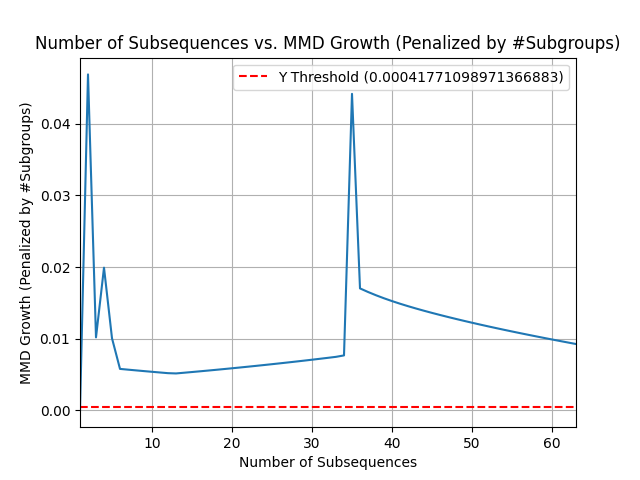 Number of Subsequences vs. MMD Growth (Penalized by #Subgroups)
Y Threshold (0.00041771098971366883)
MMD Growth (Penalized by #Subgroups)
0.04
0.03
0.02
0.01
0.00
10 20 30 40 50 60
Number of Subsequences